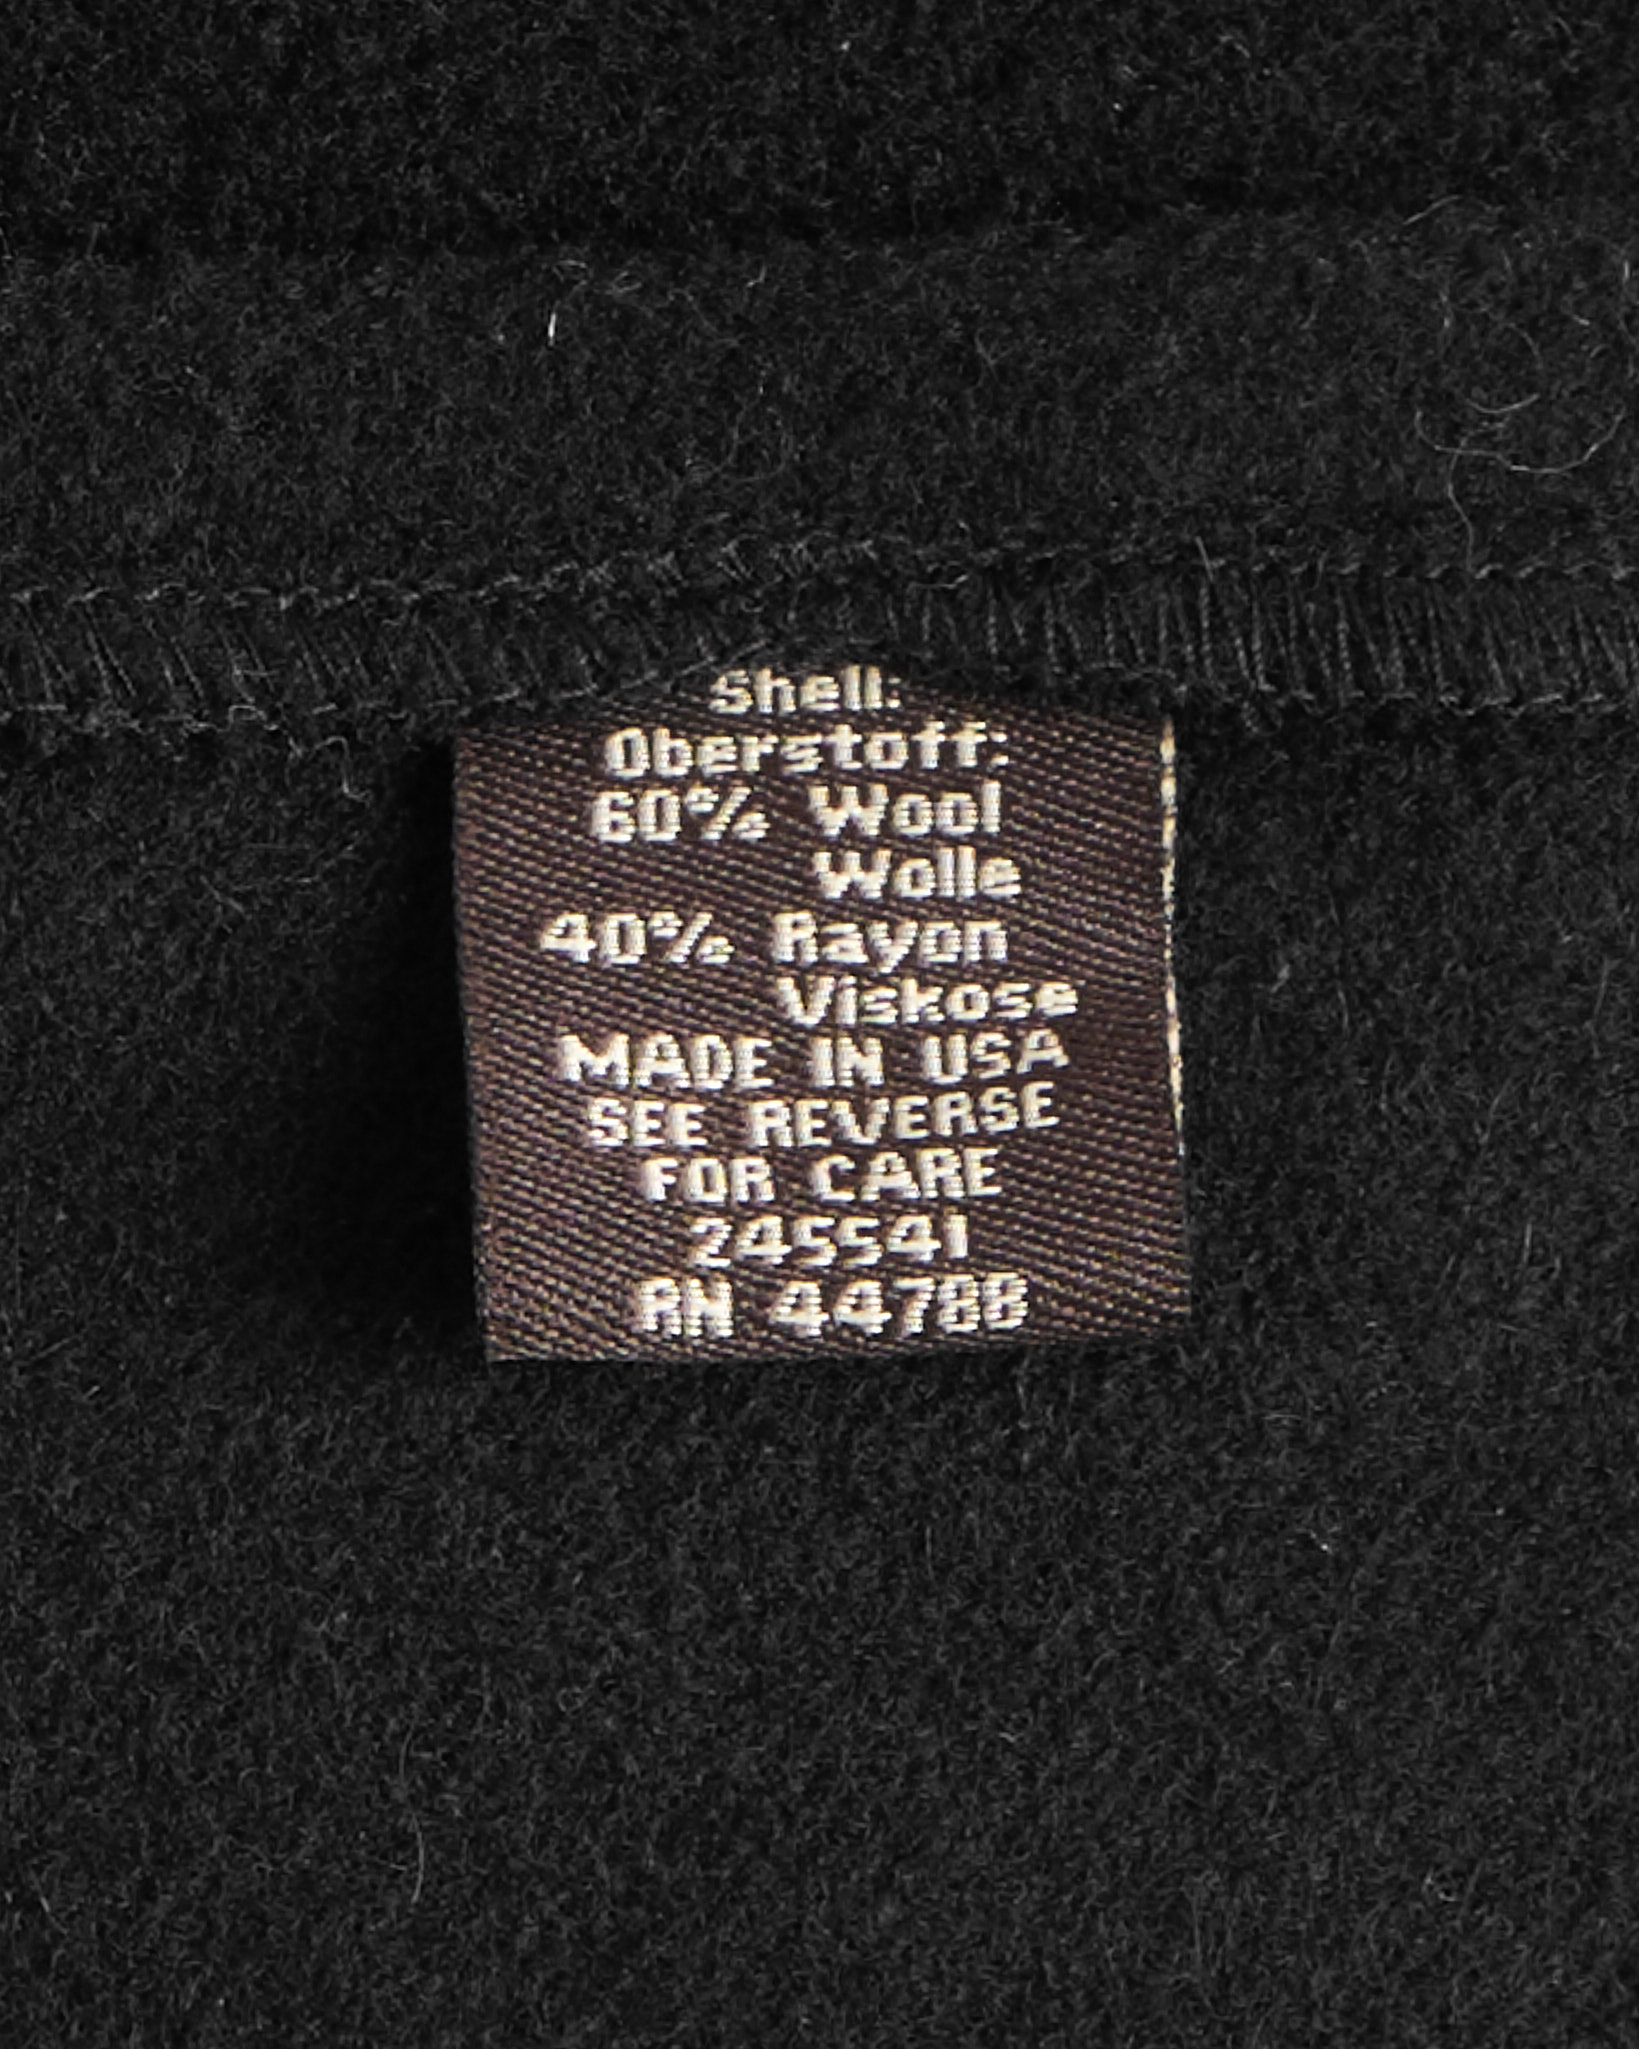 Shell:
Oberstoff:
60% Wool
Wolle
40% Rayon
Viskose
MADE IN USA
SEE REVERSE
FOR CARE
245541
RN 44788